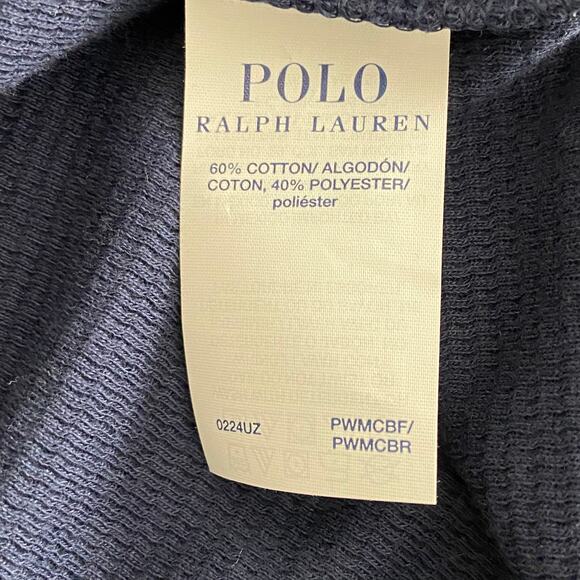 POLO
RALPH LAUREN
60% COTTON/ ALGODÓN/
COTON, 40% POLYESTER/
poliéster
0224UZ
PWMCBF/
PWMCBR